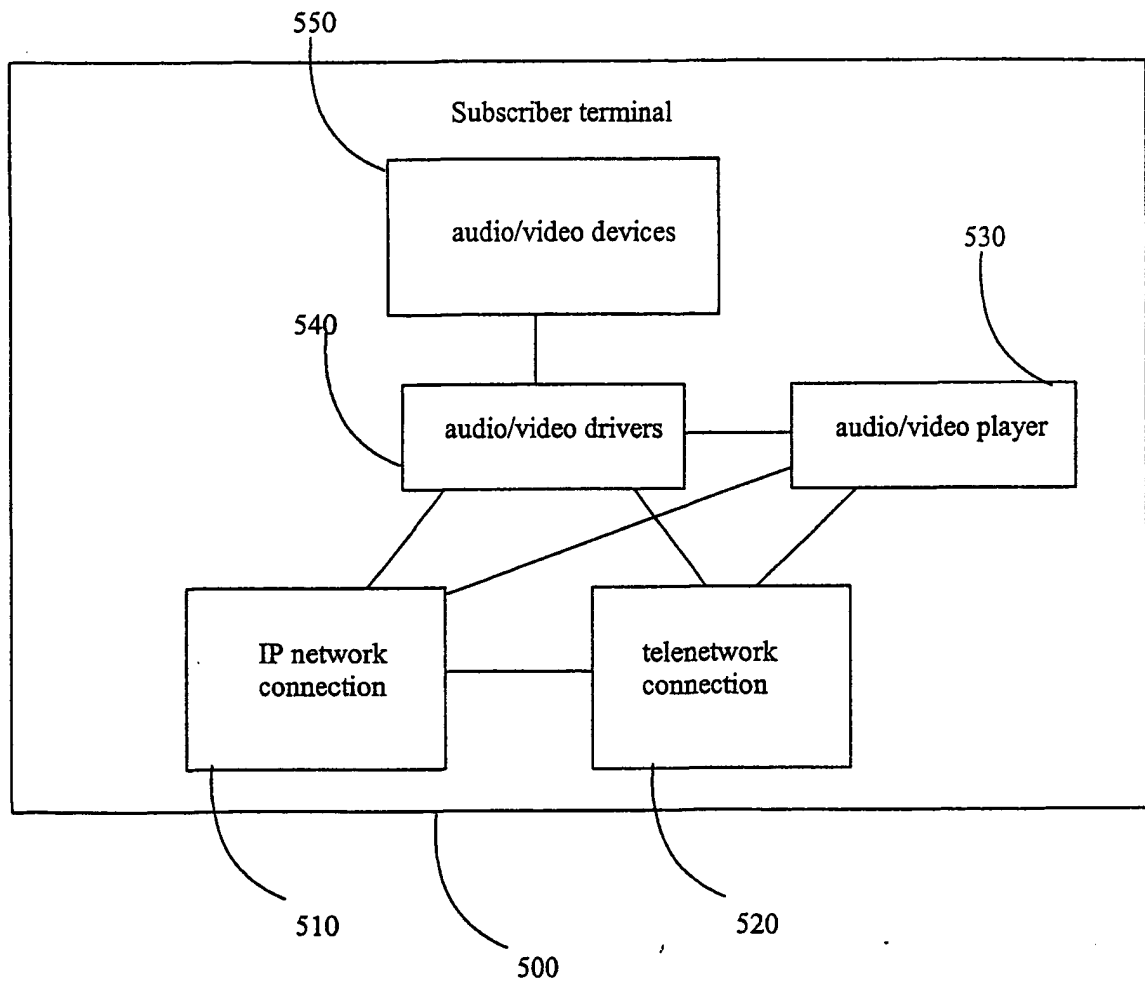 550
Subscriber terminal
audio/video devices
530
540
audio/video drivers
audio/video player
IP network
connection
telenetwork
connection
510
520
500